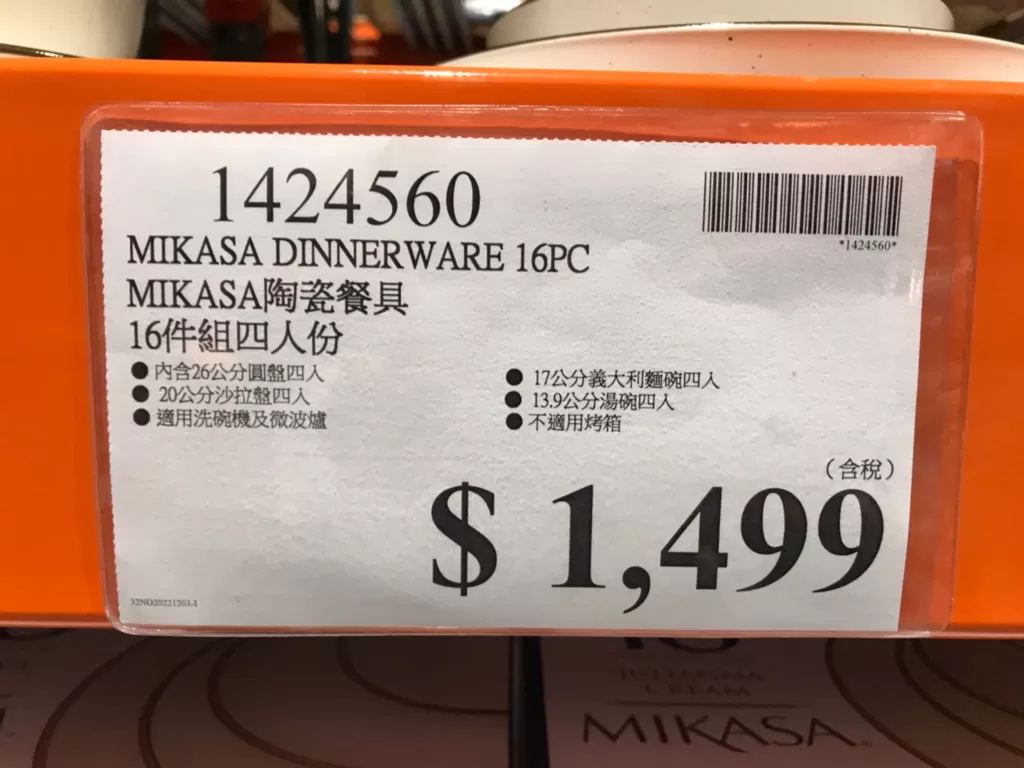 1424560
*1424560*
MIKASA DINNERWARE 16PC
MIKASA陶瓷餐具
16件組四人份
● 內含26公分圓盤四入
● 20公分沙拉盤四入
● 適用洗碗機及微波爐
● 17公分義大利麵碗四入
● 13.9公分湯碗四入
● 不適用烤箱
（含稅）
$ 1,499
32NO20221203-1
CREAM
MIKASA